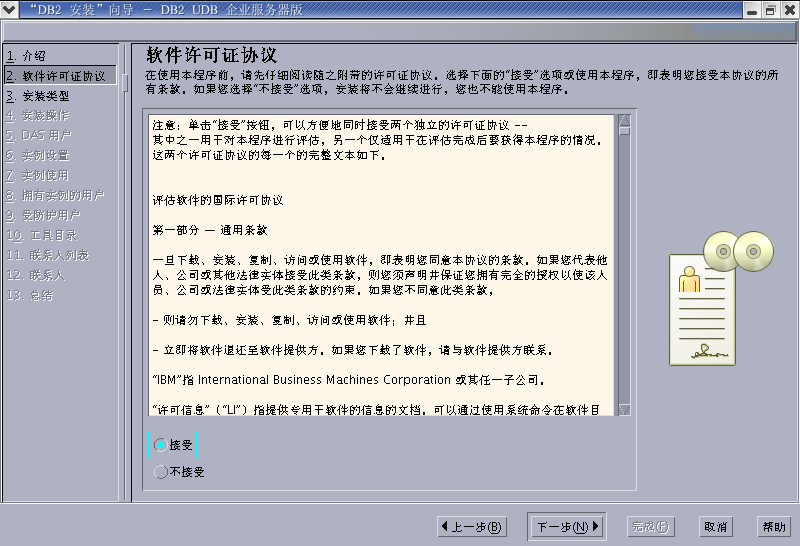 “DB2 安装”向导 － DB2 UDB 企业服务器版
1. 介绍
2. 软件许可证协议
3. 安装类型
4. 安装操作
5. DAS 用户
6. 实例设置
7. 实例使用
8. 拥有实例的用户
9. 受防护用户
10. 工具目录
11. 联系人列表
12. 联系人
13. 总结
软件许可证协议
在使用本程序前，请先仔细阅读随之附带的许可证协议。选择下面的“接受”选项或使用本程序，即表明您接受本协议的所
有条款。如果您选择“不接受”选项，安装将不会继续进行，您也不能使用本程序。
注意：单击“接受”按钮，可以方便地同时接受两个独立的许可证协议 --
其中之一用于对本程序进行评估，另一个仅适用于在评估完成后要获得本程序的情况。
这两个许可证协议的每一个的完整文本如下。
评估软件的国际许可协议
第一部分 — 通用条款
一旦下载、安装、复制、访问或使用软件，即表明您同意本协议的条款。如果您代表他
人、公司或其他法律实体接受此类条款，则您须声明并保证您拥有完全的授权以使该人
员、公司或法律实体受此类条款的约束。如果您不同意此类条款，
- 则请勿下载、安装、复制、访问或使用软件；并且
- 立即将软件退还至软件提供方。如果您下载了软件，请与软件提供方联系。
“IBM”指 International Business Machines Corporation 或其任一子公司。
“许可信息”（“LI”）指提供专用于软件的信息的文档。可以通过使用系统命令在软件目
接受
不接受
上一步(B)
下一步(N)
完成(F)
取消
帮助